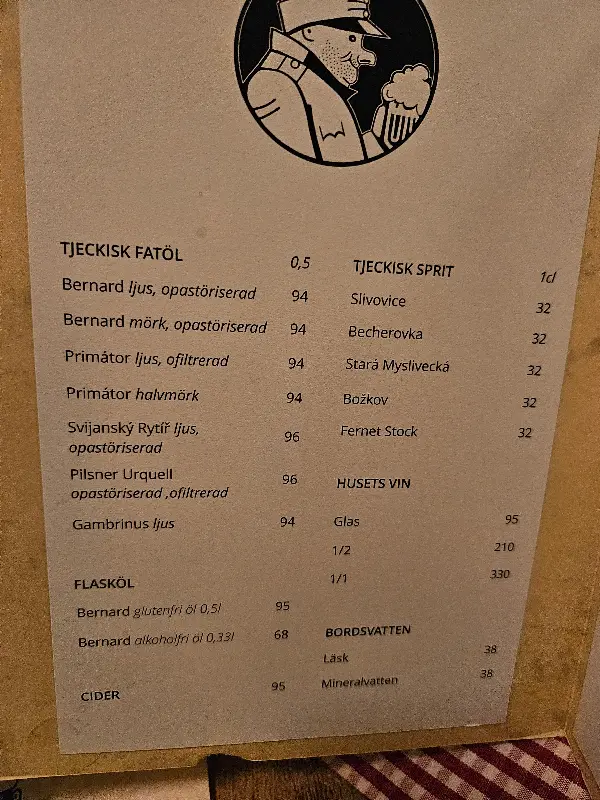 TJECKISK FATÖL 0,5
Bernard ljus, opastöriserad 94
Bernard mörk, opastöriserad 94
Primátor ljus, ofiltrerad 94
Primátor halvmörk 94
Svijanský Rytíř ljus, 96
opastöriserad
Pilsner Urquell 96
opastöriserad ,ofiltrerad
Gambrinus ljus 94
FLASKÖL
Bernard glutenfri öl 0,5l 95
Bernard alkoholfri öl 0,33l 68
CIDER 95
TJECKISK SPRIT 1cl
Slivovice 32
Becherovka 32
Stará Myslivecká 32
Božkov 32
Fernet Stock 32
HUSETS VIN
Glas 95
1/2 210
1/1 330
BORDSVATTEN
Läsk 38
Mineralvatten 38